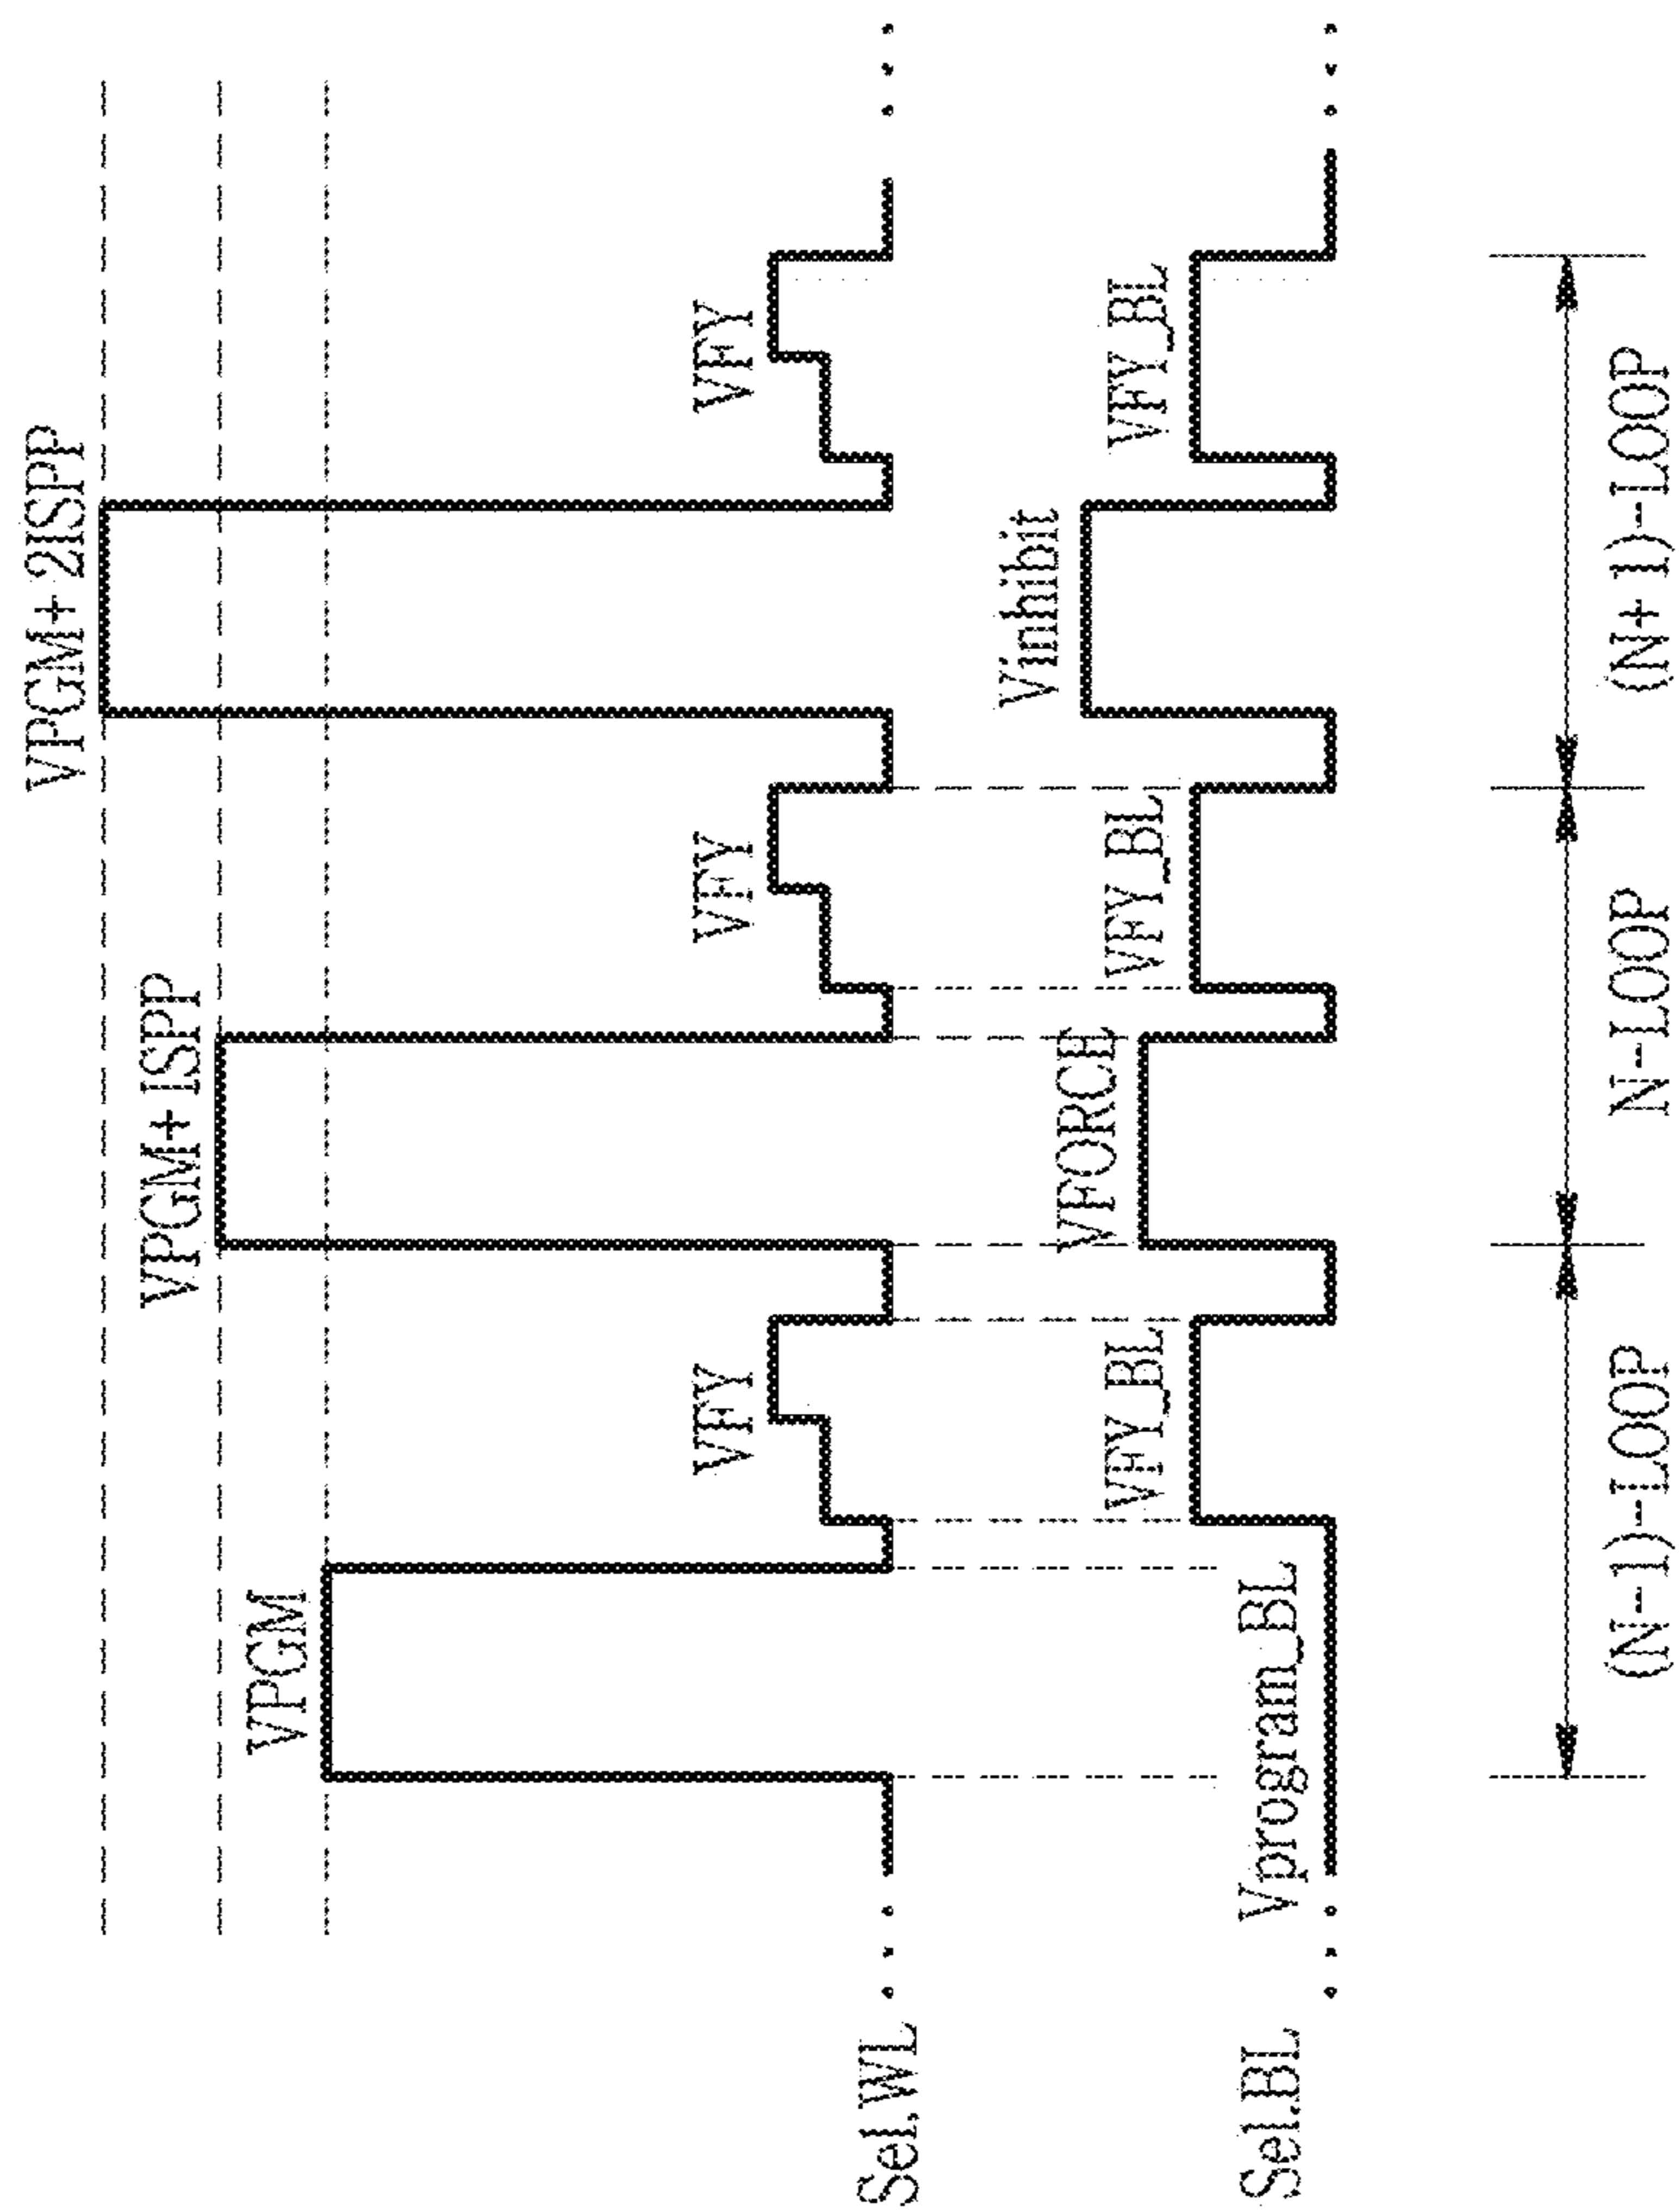 VPGM+2ISPP
VPGM+ISPP
VPGM
VFY
VFY
VFY
Sel.WL
Vinhibit
VFORCE
VFY_BL
VFY_BL
VFY_BL
Vprogram_BL
Sel.BL
(N-1)-LOOP
N-LOOP
(N+1)-LOOP